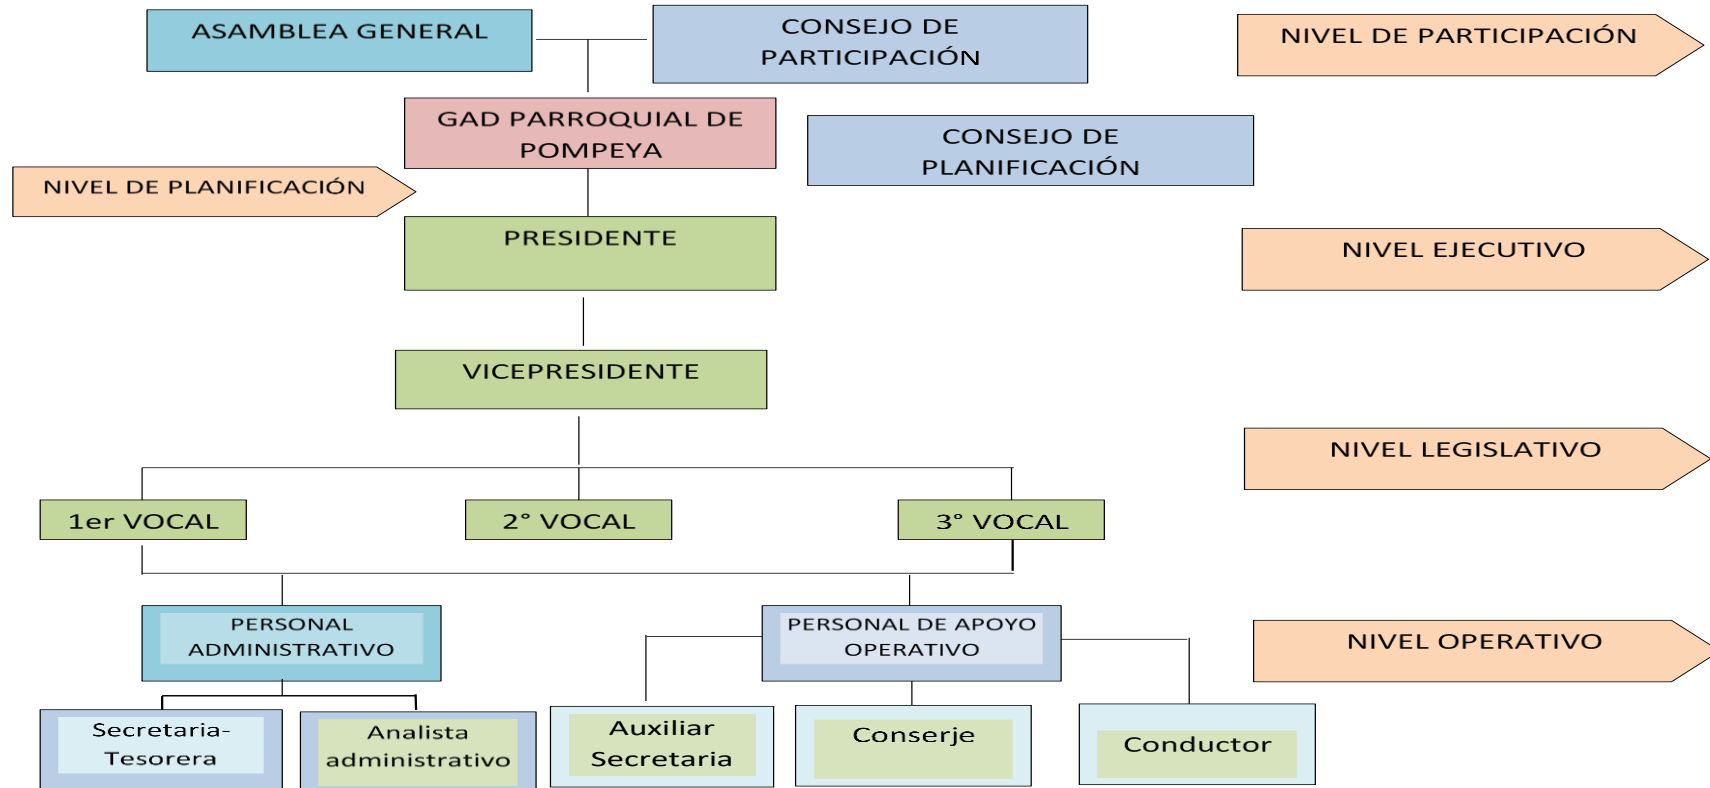 ASAMBLEA GENERAL
CONSEJO DE
PARTICIPACIÓN
NIVEL DE PARTICIPACIÓN
GAD PARROQUIAL DE
POMPEYA
CONSEJO DE
PLANIFICACIÓN
NIVEL DE PLANIFICACIÓN
PRESIDENTE
NIVEL EJECUTIVO
VICEPRESIDENTE
NIVEL LEGISLATIVO
1er VOCAL
2° VOCAL
3° VOCAL
PERSONAL
ADMINISTRATIVO
PERSONAL DE APOYO
OPERATIVO
NIVEL OPERATIVO
Secretaria-
Tesorera
Analista
administrativo
Auxiliar
Secretaria
Conserje
Conductor